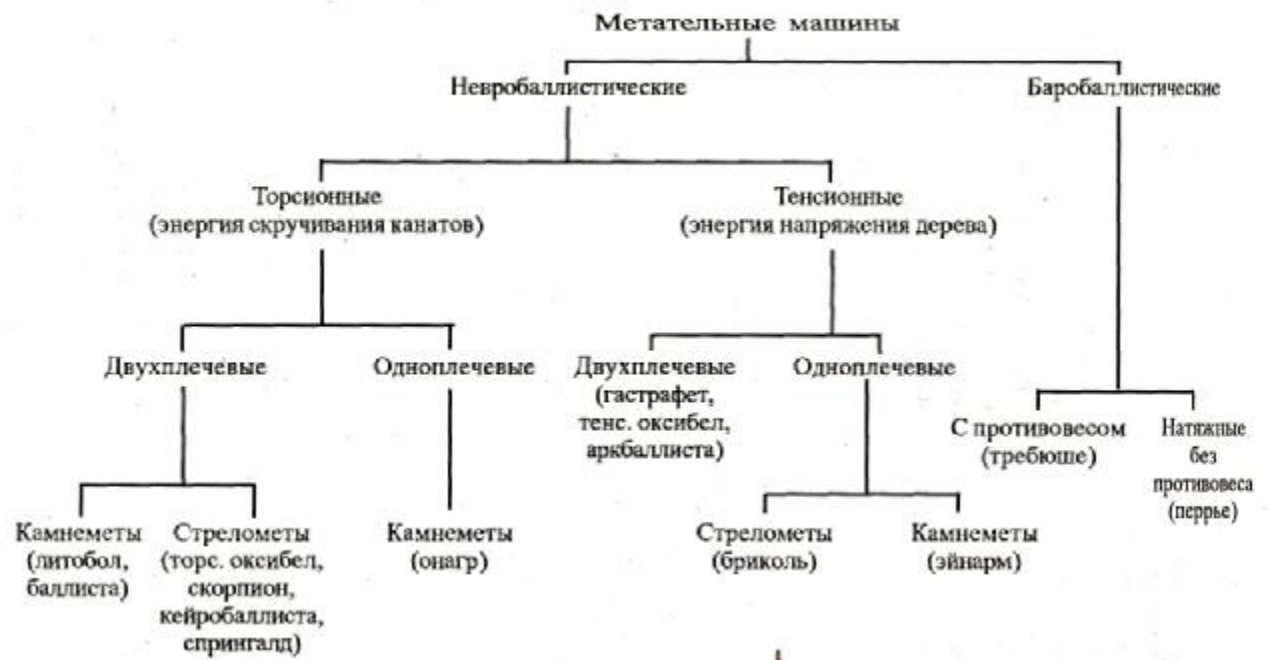 Метательные машины
Невробаллистические
Баробаллистические
Торсионные
(энергия скручивания канатов)
Тенсионные
(энергия напряжения дерева)
Двухплечевые
Одноплечевые
Двухплечевые
(гастрафет,
тенс. оксибел,
аркбаллиста)
Одноплечевые
С противовесом
(требюше)
Натяжные
без
противовеса
(перрье)
Камнеметы
(литобол,
баллиста)
Стрелометы
(торс. оксибел,
скорпион,
кейробаллиста,
спрингалд)
Камнеметы
(онагр)
Стрелометы
(бриколь)
Камнеметы
(эйнарм)